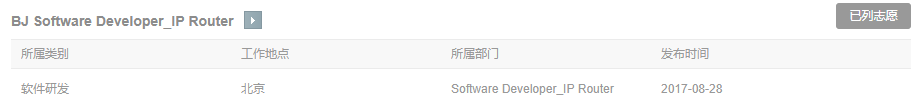 BJ Software Developer_IP Router
已列志愿
所属类别 工作地点 所属部门 发布时间
软件研发 北京 Software Developer_IP Router 2017-08-28